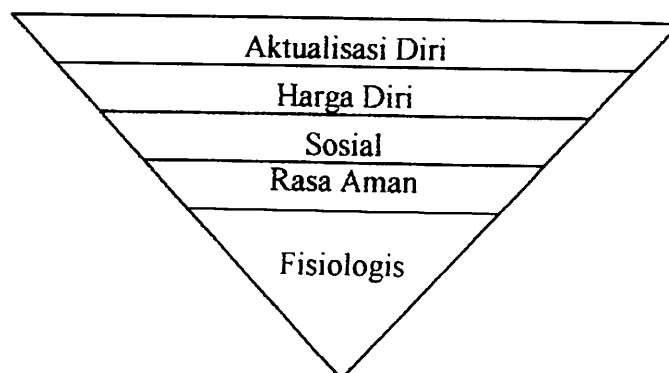 Aktualisasi Diri
Harga Diri
Sosial
Rasa Aman
Fisiologis